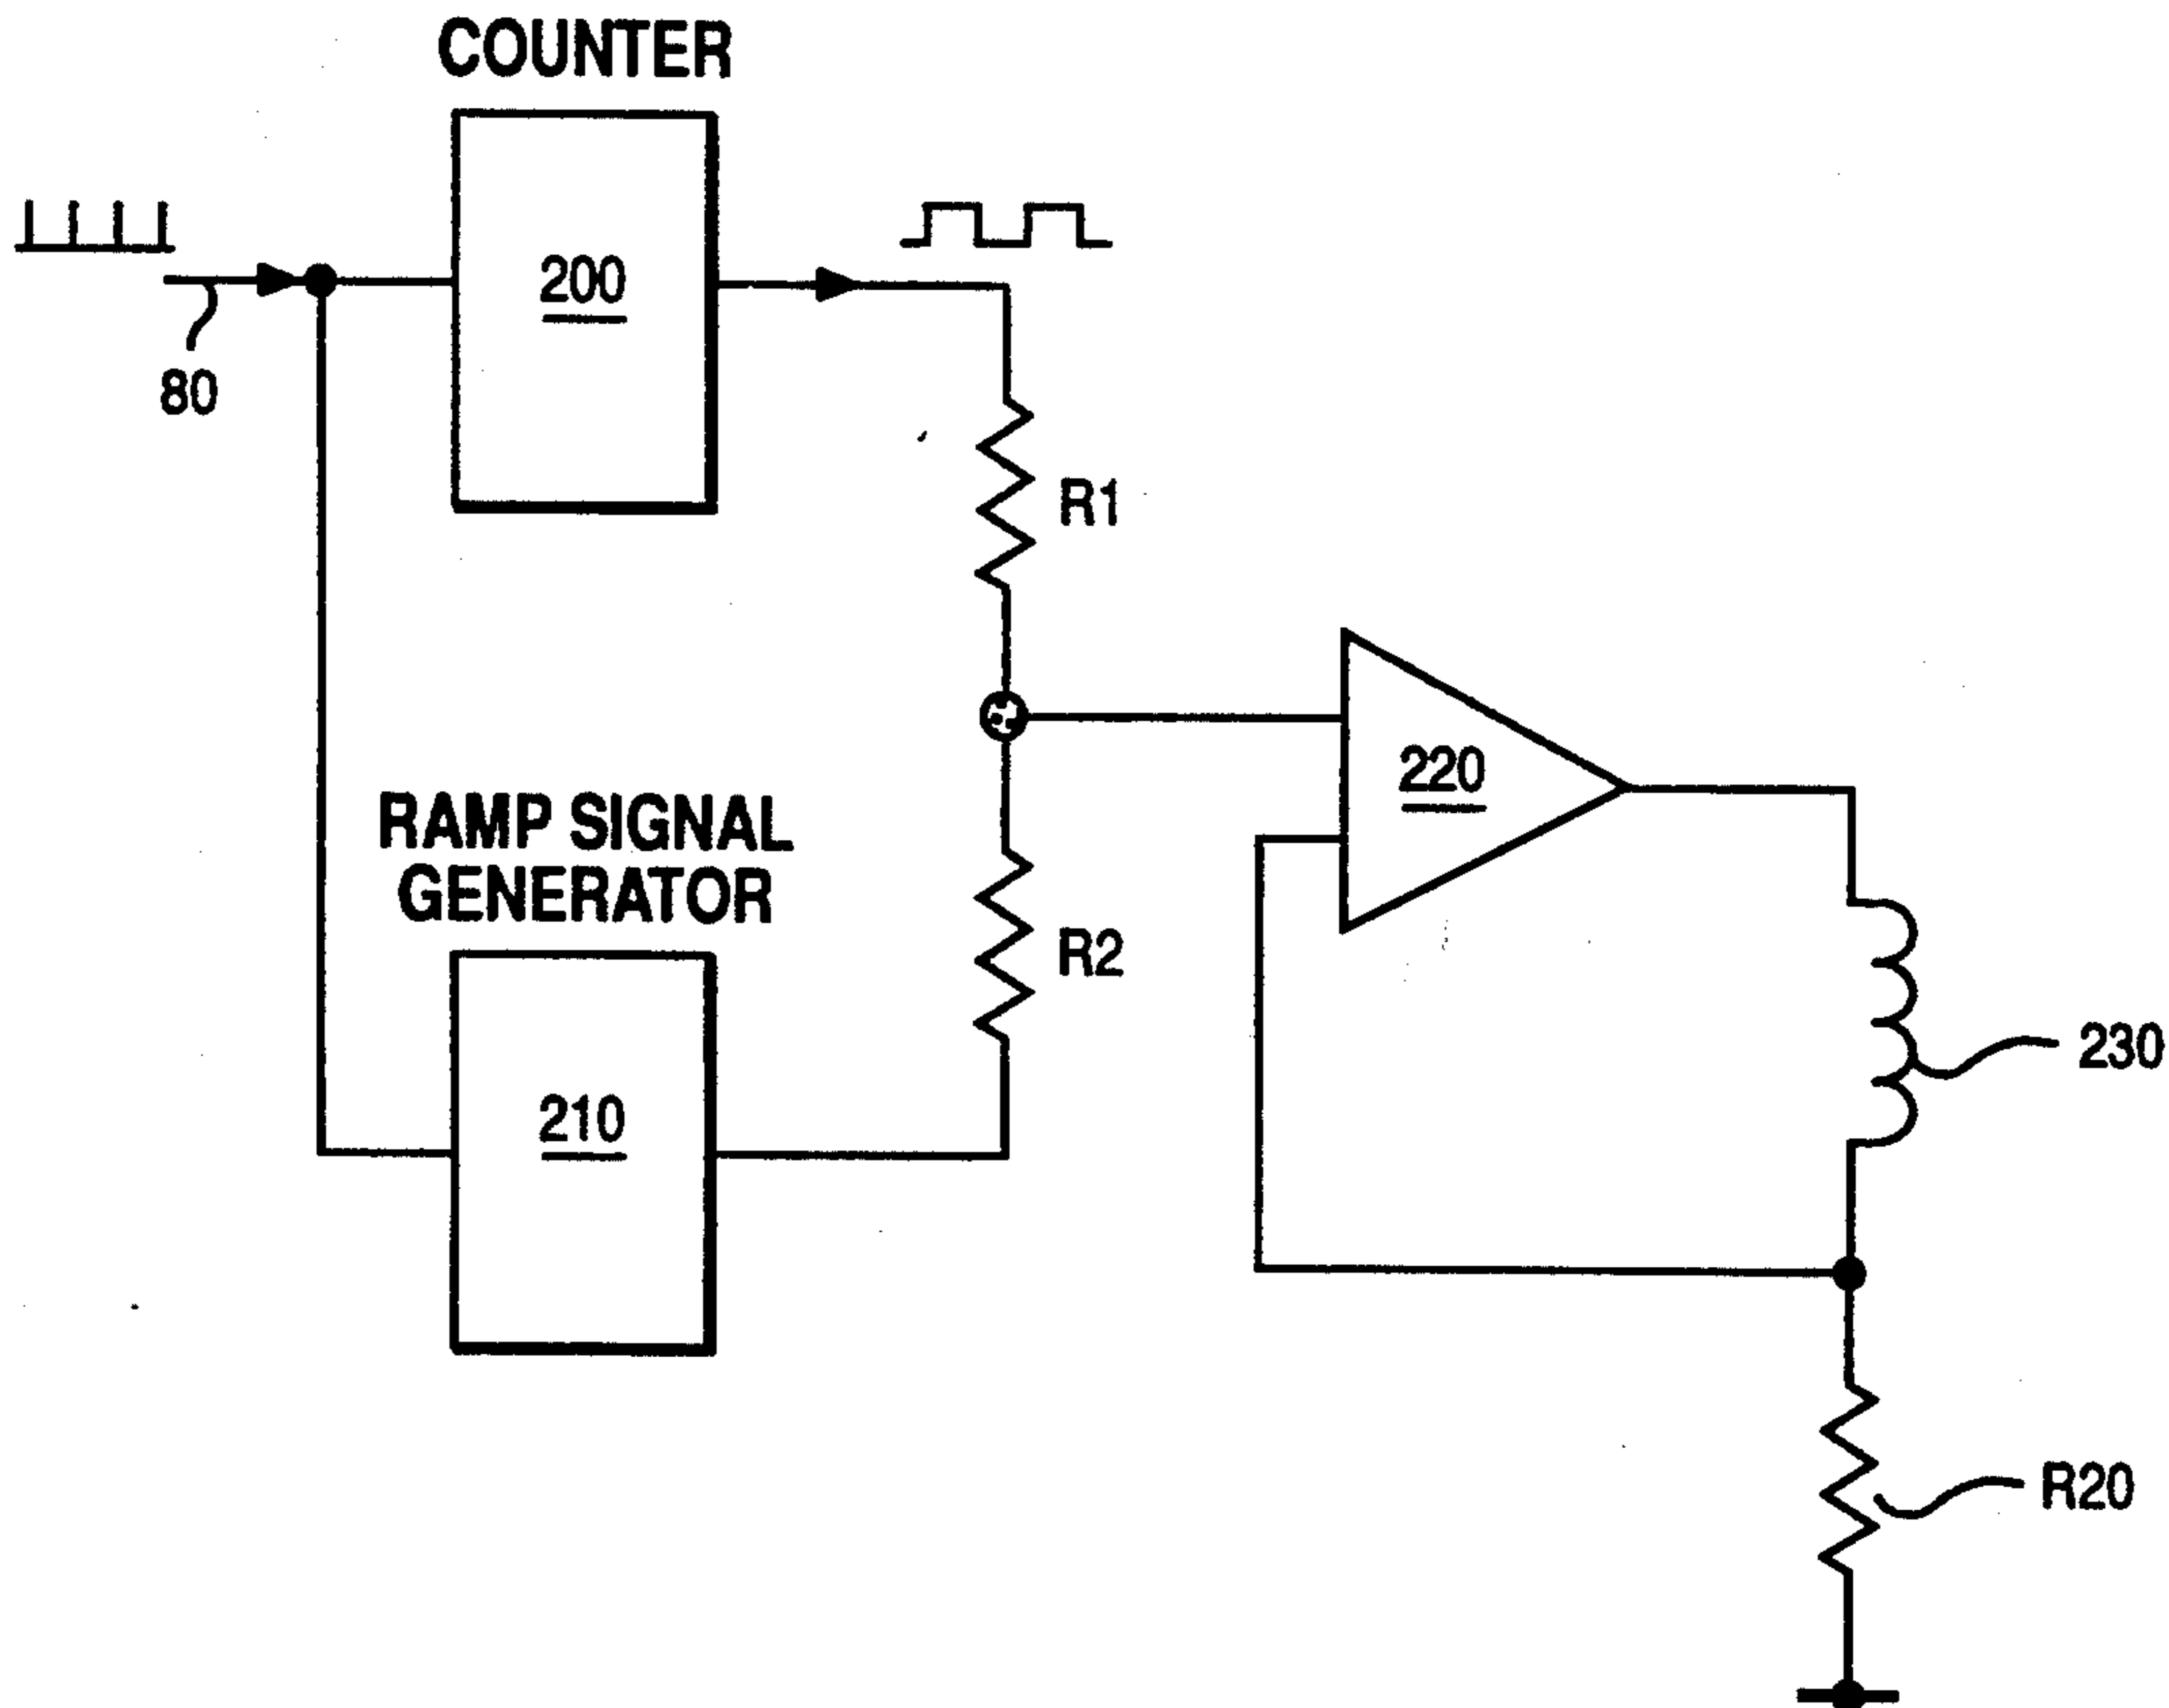 COUNTER
200
80
R1
220
RAMP SIGNAL
GENERATOR
R2
210
230
R20